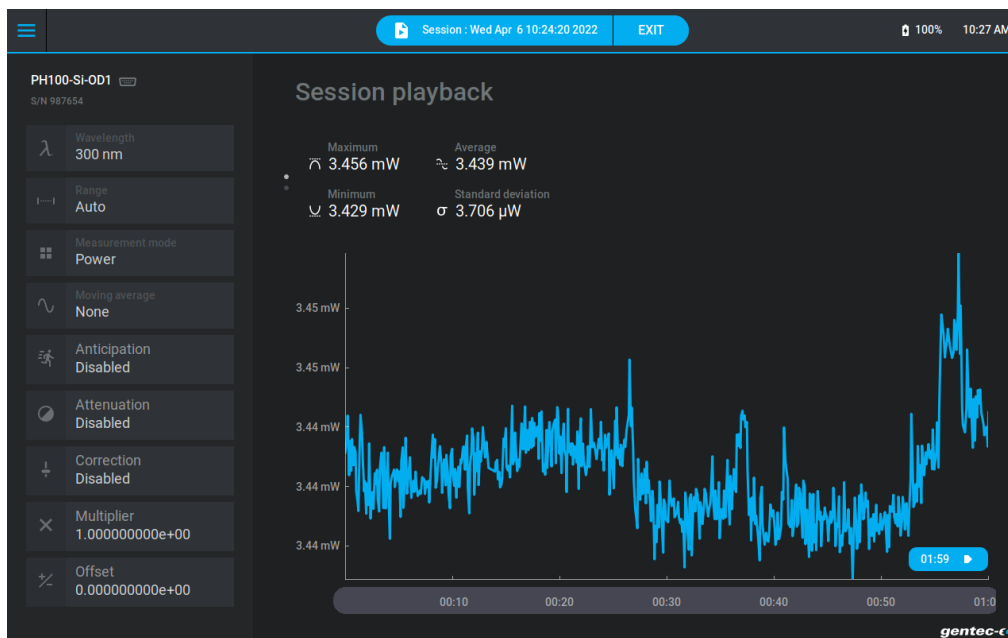 Session : Wed Apr 6 10:24:20 2022 EXIT
100% 10:27 AM
PH100-Si-OD1
S/N 987654
Wavelength
300 nm
Range
Auto
Measurement mode
Power
Moving average
None
Anticipation
Disabled
Attenuation
Disabled
Correction
Disabled
Multiplier
1.000000000e+00
Offset
0.000000000e+00
Session playback
Maximum
3.456 mW
Average
3.439 mW
Minimum
3.429 mW
Standard deviation
σ 3.706 µW
3.45 mW
3.45 mW
3.44 mW
3.44 mW
3.44 mW
01:59
00:10 00:20 00:30 00:40 00:50 01:0
gentec-